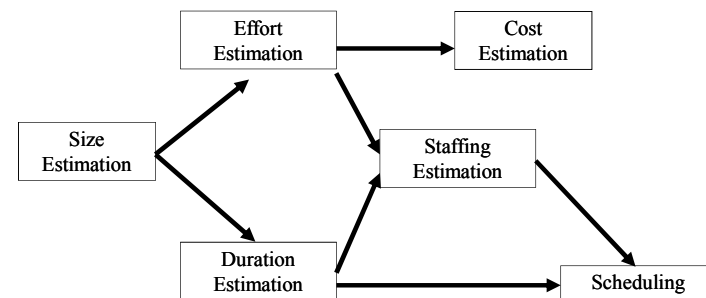 Effort
Estimation
Cost
Estimation
Size
Estimation
Staffing
Estimation
Duration
Estimation
Scheduling